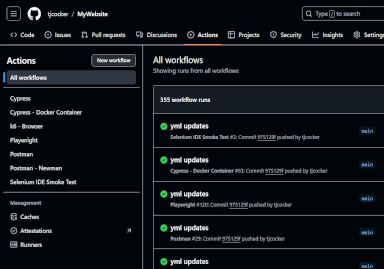 tjcocker / MyWebsite
Type / to search
Code
Issues
Pull requests
Discussions
Actions
Projects
Security
Insights
Settings
Actions
New workflow
All workflows
Cypress
Cypress - Docker Container
k6 - Browser
Playwright
Postman
Postman - Newman
Selenium IDE Smoke Test
Management
Caches
Attestations
Runners
All workflows
Showing runs from all workflows
355 workflow runs
yml updates
main
Selenium IDE Smoke Test #2: Commit 975129f pushed by tjcocker
yml updates
main
Cypress - Docker Container #63: Commit 975129f pushed by tjcocker
yml updates
main
Playwright #120: Commit 975129f pushed by tjcocker
yml updates
main
Postman #29: Commit 975129f pushed by tjcocker
yml updates
main